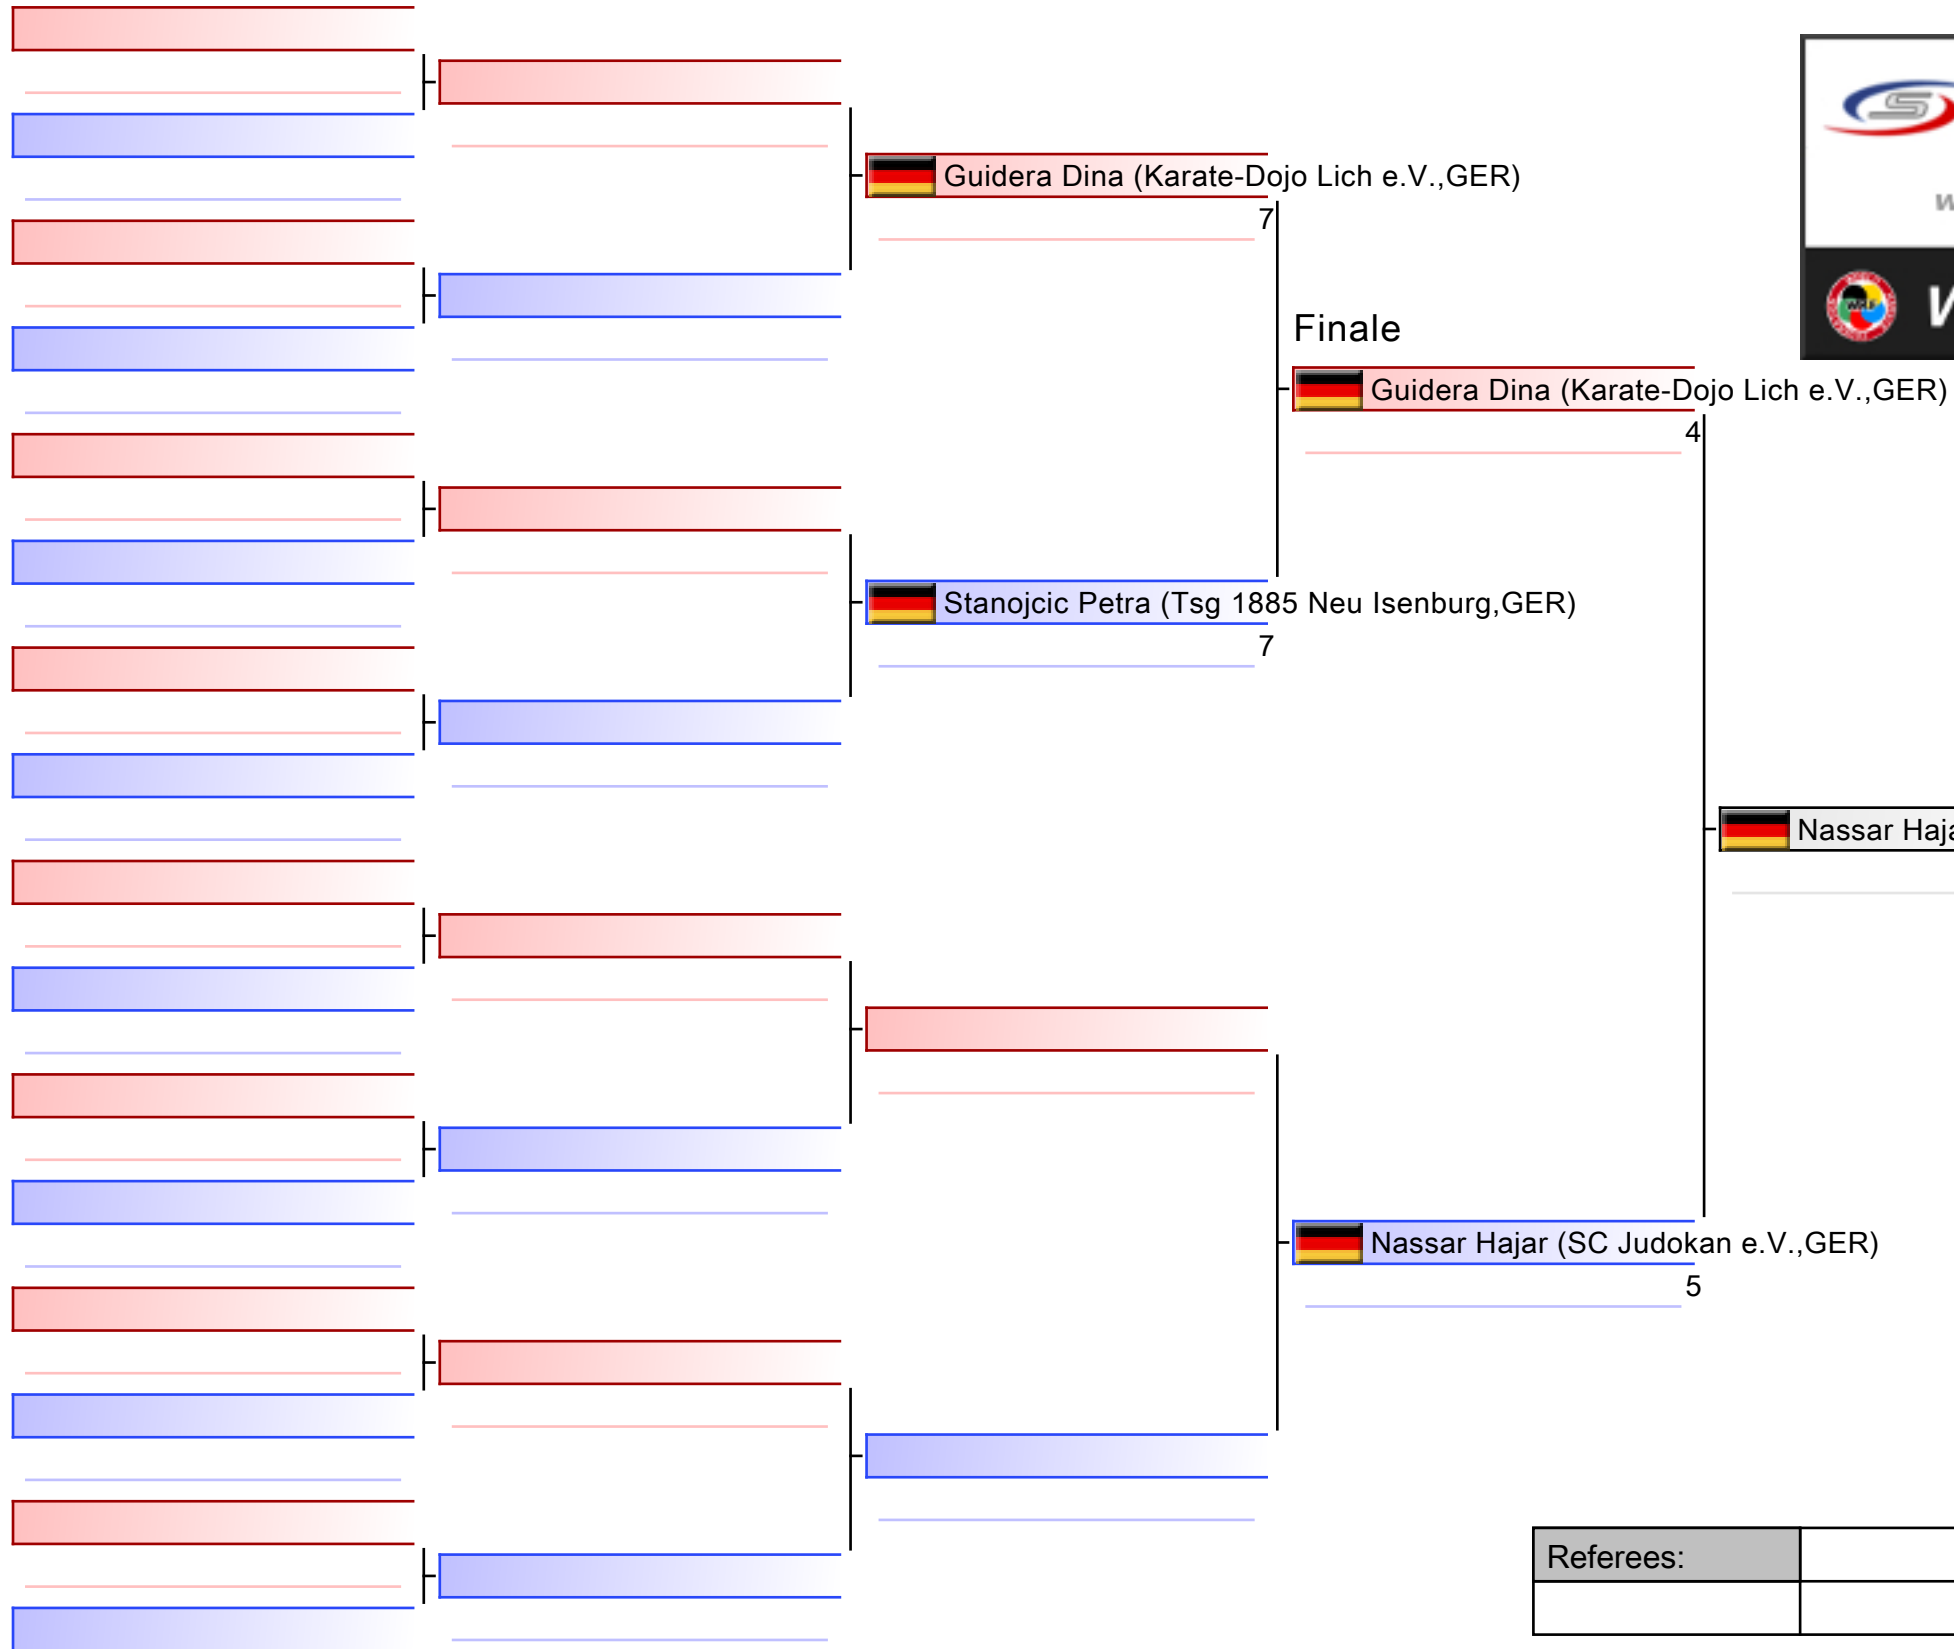 Guidera Dina (Karate-Dojo Lich e.V.,GER)
7
Finale
Guidera Dina (Karate-Dojo Lich e.V.,GER)
4
Stanojcic Petra (Tsg 1885 Neu Isenburg,GER)
7
Nassar
Nassar Hajar (SC Judokan e.V.,GER)
5
Referees: